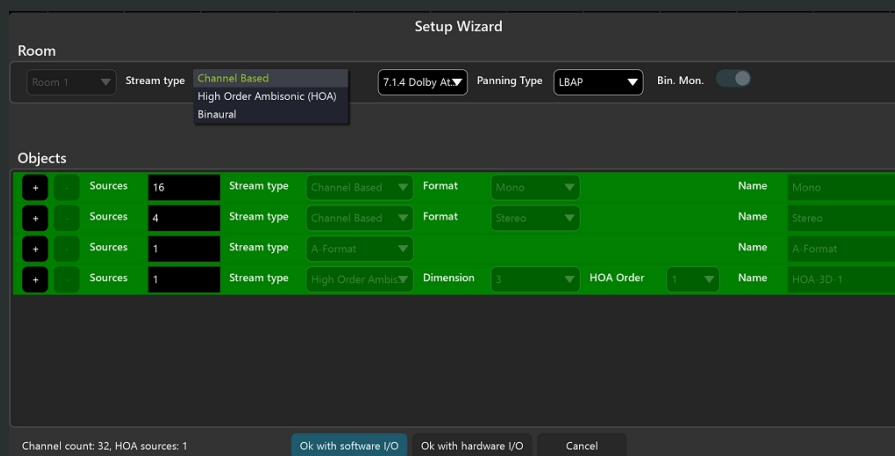 Setup Wizard
Room
Room 1 Stream type Channel Based 7.1.4 Dolby At. Panning Type LBAP Bin. Mon.
High Order Ambisonic (HOA)
Binaural
Objects
+ - Sources 16 Stream type Channel Based Format Mono Name Mono
+ - Sources 4 Stream type Channel Based Format Stereo Name Stereo
+ - Sources 1 Stream type A-Format Name A-Format
+ - Sources 1 Stream type High Order Ambis. Dimension 3 HOA Order 1 Name HOA-3D-1
Channel count: 32, HOA sources: 1 Ok with software I/O Ok with hardware I/O Cancel